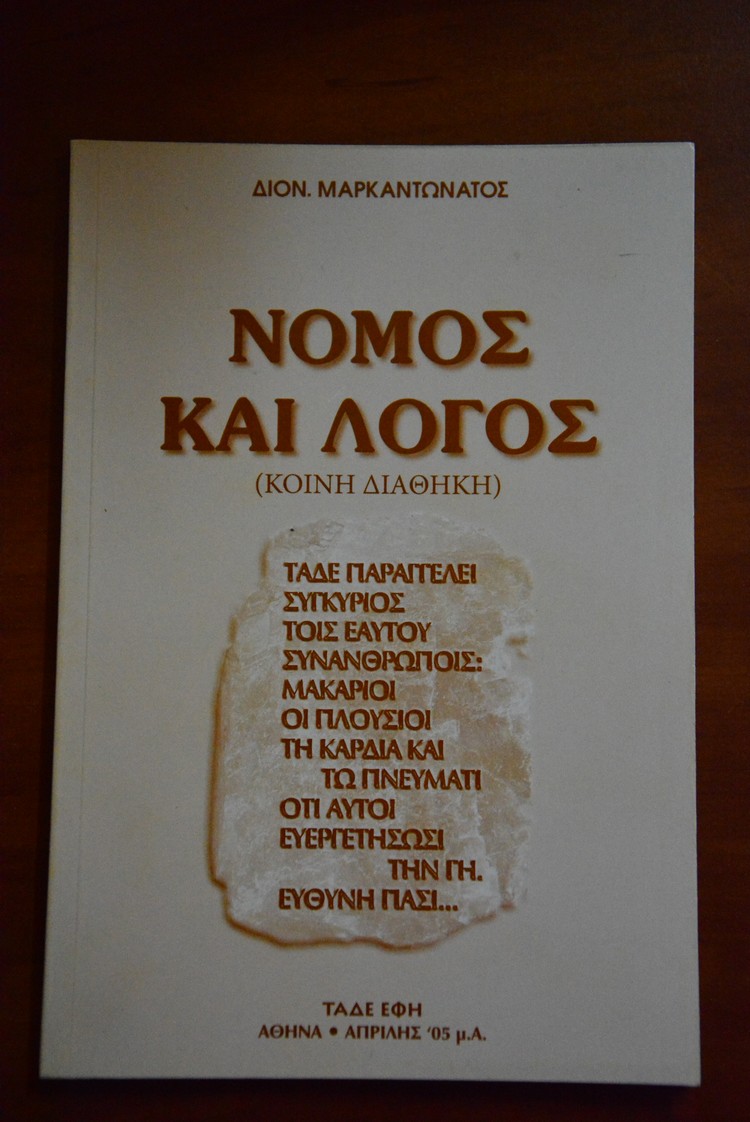 ΔΙΟΝ. ΜΑΡΚΑΝΤΩΝΑΤΟΣ
ΝΟΜΟΣ
ΚΑΙ ΛΟΓΟΣ
(ΚΟΙΝΗ ΔΙΑΘΗΚΗ)
ΤΑΔΕ ΠΑΡΑΓΓΕΛΕΙ
ΣΥΓΚΥΡΙΟΣ
ΤΟΙΣ ΕΑΥΤΟΥ
ΣΥΝΑΝΘΡΩΠΟΙΣ:
ΜΑΚΑΡΙΟΙ
ΟΙ ΠΛΟΥΣΙΟΙ
ΤΗ ΚΑΡΔΙΑ ΚΑΙ
ΤΩ ΠΝΕΥΜΑΤΙ
ΟΤΙ ΑΥΤΟΙ
ΕΥΕΡΓΕΤΗΣΩΣΙ
ΤΗΝ ΓΗ.
ΕΥΘΥΝΗ ΠΑΣΙ...
ΤΑΔΕ ΕΦΗ
ΑΘΗΝΑ • ΑΠΡΙΛΗΣ '05 μ.Α.